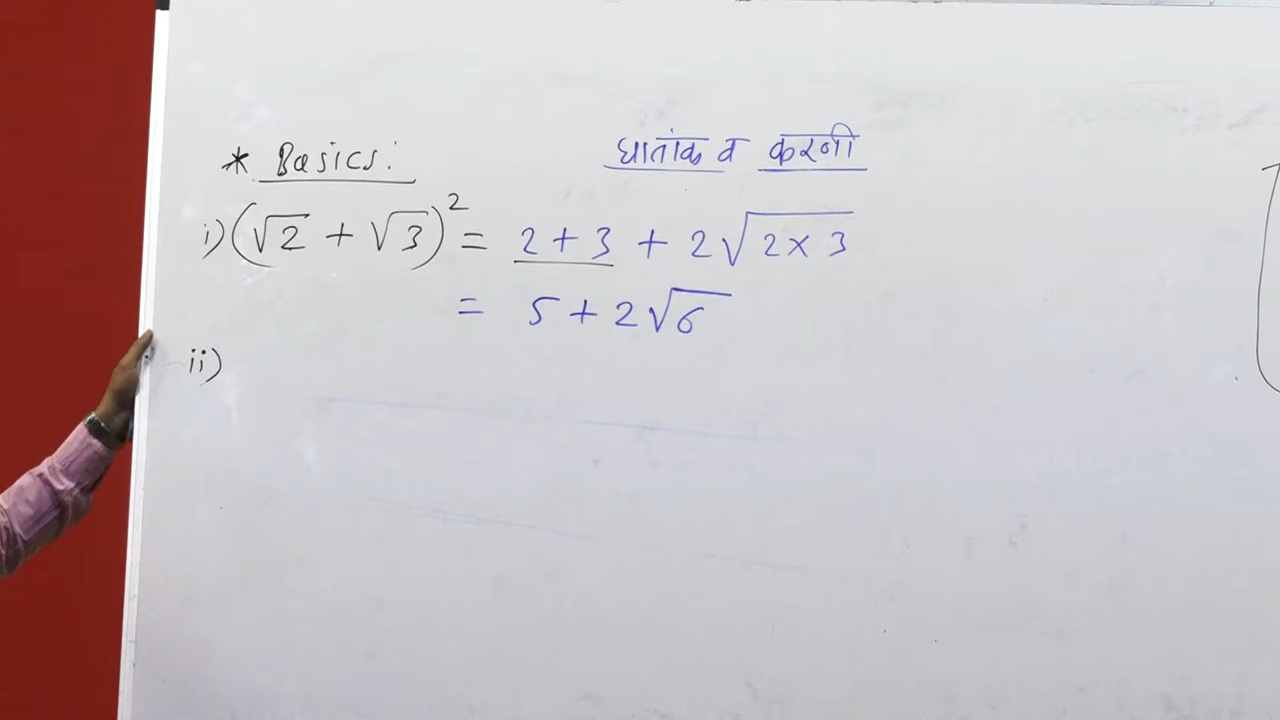 * Basics:
घातांक व करणी
i) (√2 + √3)² = 2 + 3 + 2√2×3
= 5 + 2√6
ii)